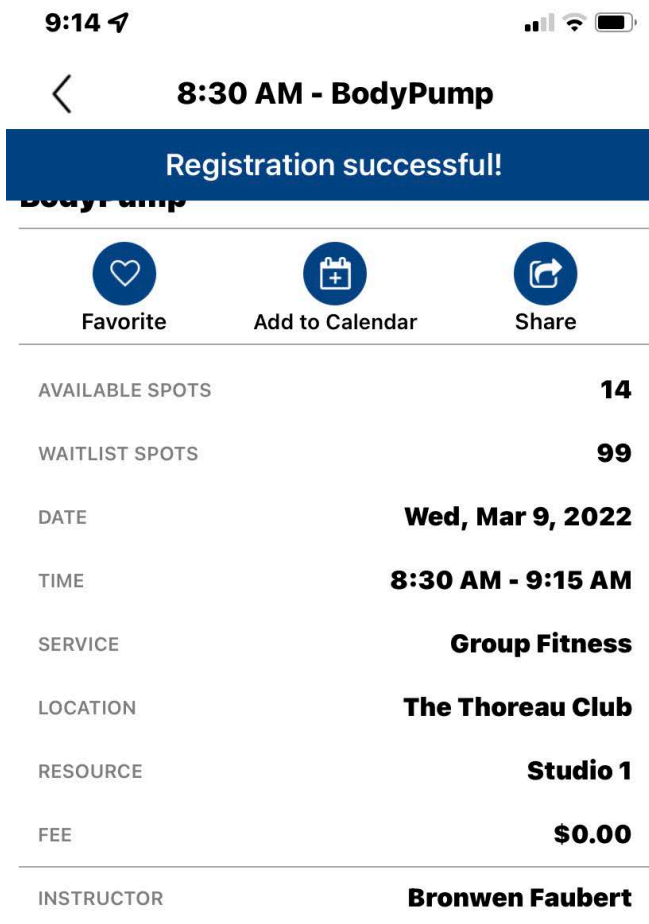 9:14
8:30 AM - BodyPump
Registration successful!
BodyPump
Favorite Add to Calendar Share
AVAILABLE SPOTS 14
WAITLIST SPOTS 99
DATE Wed, Mar 9, 2022
TIME 8:30 AM - 9:15 AM
SERVICE Group Fitness
LOCATION The Thoreau Club
RESOURCE Studio 1
FEE $0.00
INSTRUCTOR Bronwen Faubert